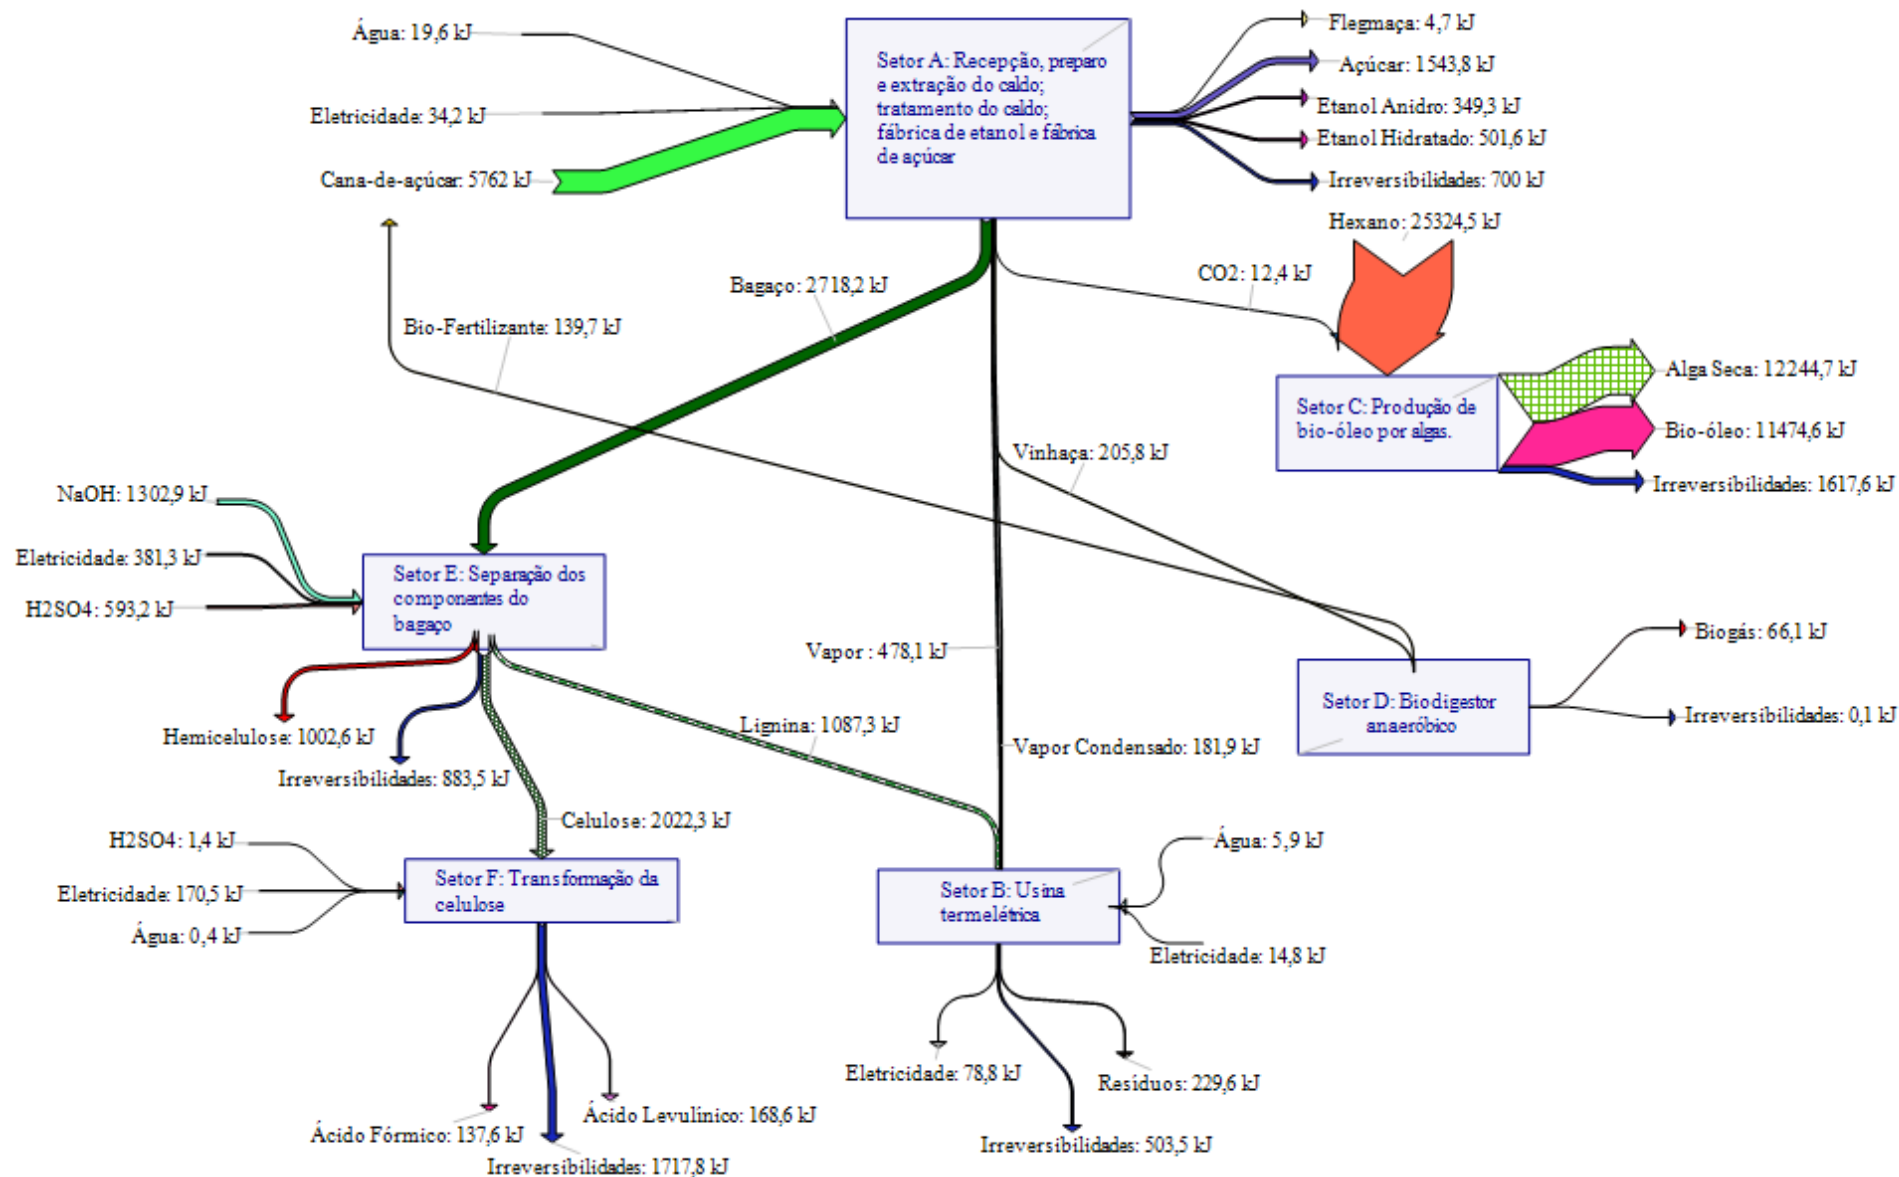 Água: 19,6 kJ
Eletricidade: 34,2 kJ
Cana-de-açúcar: 5762 kJ
Setor A: Recepção, preparo
e extração do caldo;
tratamento do caldo;
fábrica de etanol e fábrica
de açúcar
Flegmaça: 4,7 kJ
Açúcar: 1543,8 kJ
Etanol Anidro: 349,3 kJ
Etanol Hidratado: 501,6 kJ
Irreversibilidades: 700 kJ
Hexano: 25324,5 kJ
CO2: 12,4 kJ
Bagaço: 2718,2 kJ
Bio-Fertilizante: 139,7 kJ
Setor C: Produção de
bio-óleo por algas.
Alga Seca: 12244,7 kJ
Bio-óleo: 11474,6 kJ
Irreversibilidades: 1617,6 kJ
Vinhaça: 205,8 kJ
NaOH: 1302,9 kJ
Eletricidade: 381,3 kJ
H2SO4: 593,2 kJ
Setor E: Separação dos
componentes do
bagaço
Vapor : 478,1 kJ
Biogás: 66,1 kJ
Setor D: Biodigestor
anaeróbico
Irreversibilidades: 0,1 kJ
Hemicelulose: 1002,6 kJ
Irreversibilidades: 883,5 kJ
Lignina: 1087,3 kJ
Vapor Condensado: 181,9 kJ
Celulose: 2022,3 kJ
H2SO4: 1,4 kJ
Eletricidade: 170,5 kJ
Água: 0,4 kJ
Setor F: Transformação da
celulose
Setor B: Usina
termelétrica
Água: 5,9 kJ
Eletricidade: 14,8 kJ
Eletricidade: 78,8 kJ
Resíduos: 229,6 kJ
Irreversibilidades: 503,5 kJ
Ácido Fórmico: 137,6 kJ
Ácido Levulínico: 168,6 kJ
Irreversibilidades: 1717,8 kJ